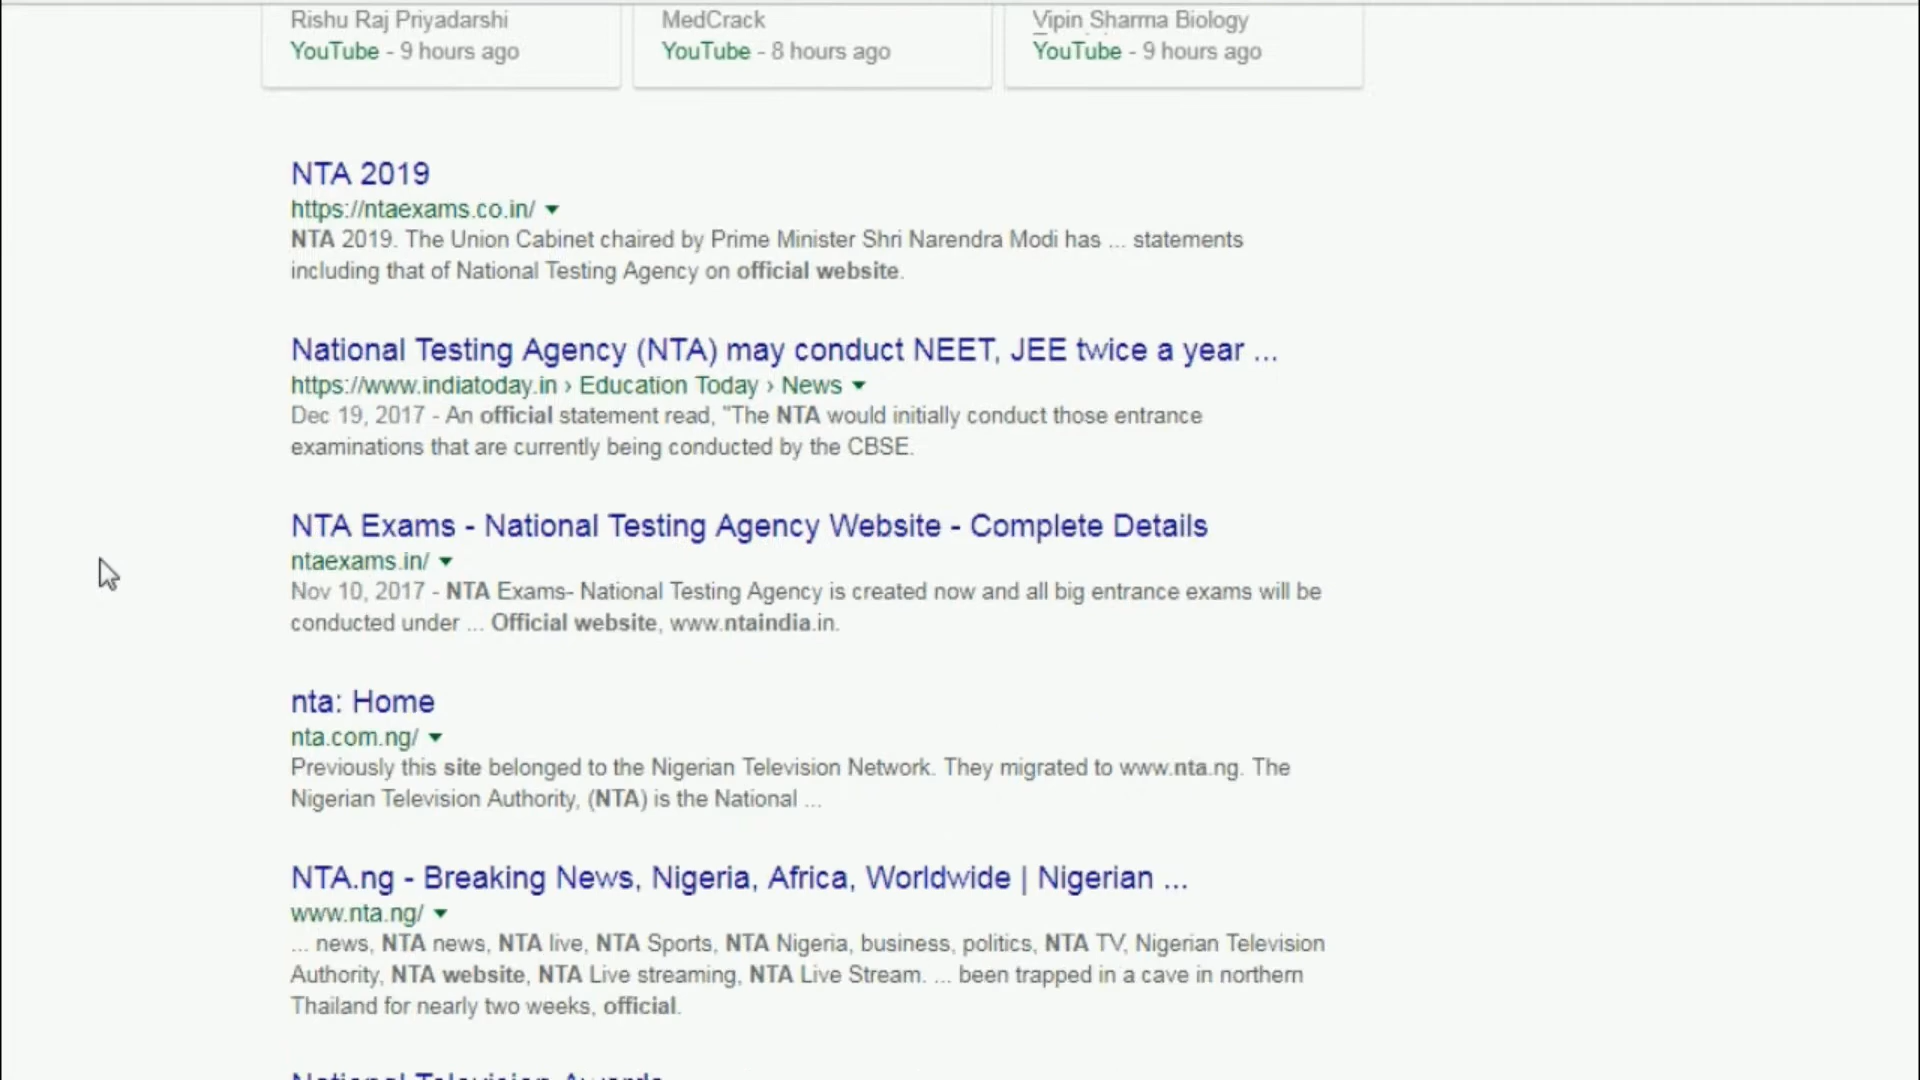 Rishu Raj Priyadarshi
YouTube - 9 hours ago
MedCrack
YouTube - 8 hours ago
Vipin Sharma Biology
YouTube - 9 hours ago
NTA 2019
https://ntaexams.co.in/
NTA 2019. The Union Cabinet chaired by Prime Minister Shri Narendra Modi has ... statements
including that of National Testing Agency on official website.
National Testing Agency (NTA) may conduct NEET, JEE twice a year ...
https://www.indiatoday.in › Education Today › News
Dec 19, 2017 - An official statement read, "The NTA would initially conduct those entrance
examinations that are currently being conducted by the CBSE.
NTA Exams - National Testing Agency Website - Complete Details
ntaexams.in/
Nov 10, 2017 - NTA Exams- National Testing Agency is created now and all big entrance exams will be
conducted under ... Official website, www.ntaindia.in.
nta: Home
nta.com.ng/
Previously this site belonged to the Nigerian Television Network. They migrated to www.nta.ng. The
Nigerian Television Authority, (NTA) is the National ...
NTA.ng - Breaking News, Nigeria, Africa, Worldwide | Nigerian ...
www.nta.ng/
... news, NTA news, NTA live, NTA Sports, NTA Nigeria, business, politics, NTA TV, Nigerian Television
Authority, NTA website, NTA Live streaming, NTA Live Stream. ... been trapped in a cave in northern
Thailand for nearly two weeks, official.
National Television Awards